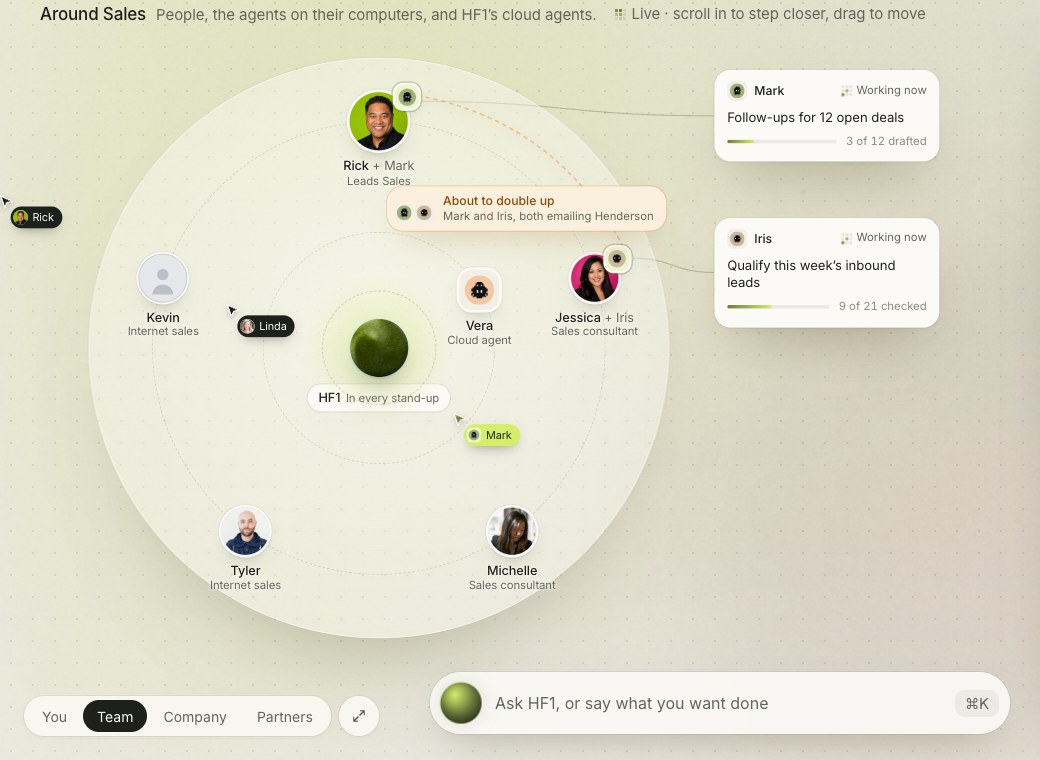 Around Sales People, the agents on their computers, and HF1's cloud agents. Live · scroll in to step closer, drag to move
Mark Working now
Follow-ups for 12 open deals
3 of 12 drafted
Rick + Mark
Leads Sales
About to double up
Mark and Iris, both emailing Henderson
Rick
Iris Working now
Qualify this week's inbound
leads
9 of 21 checked
Kevin
Internet sales
Linda
Vera
Cloud agent
Jessica + Iris
Sales consultant
HF1 In every stand-up
Mark
Tyler
Internet sales
Michelle
Sales consultant
You Team Company Partners
Ask HF1, or say what you want done ⌘K